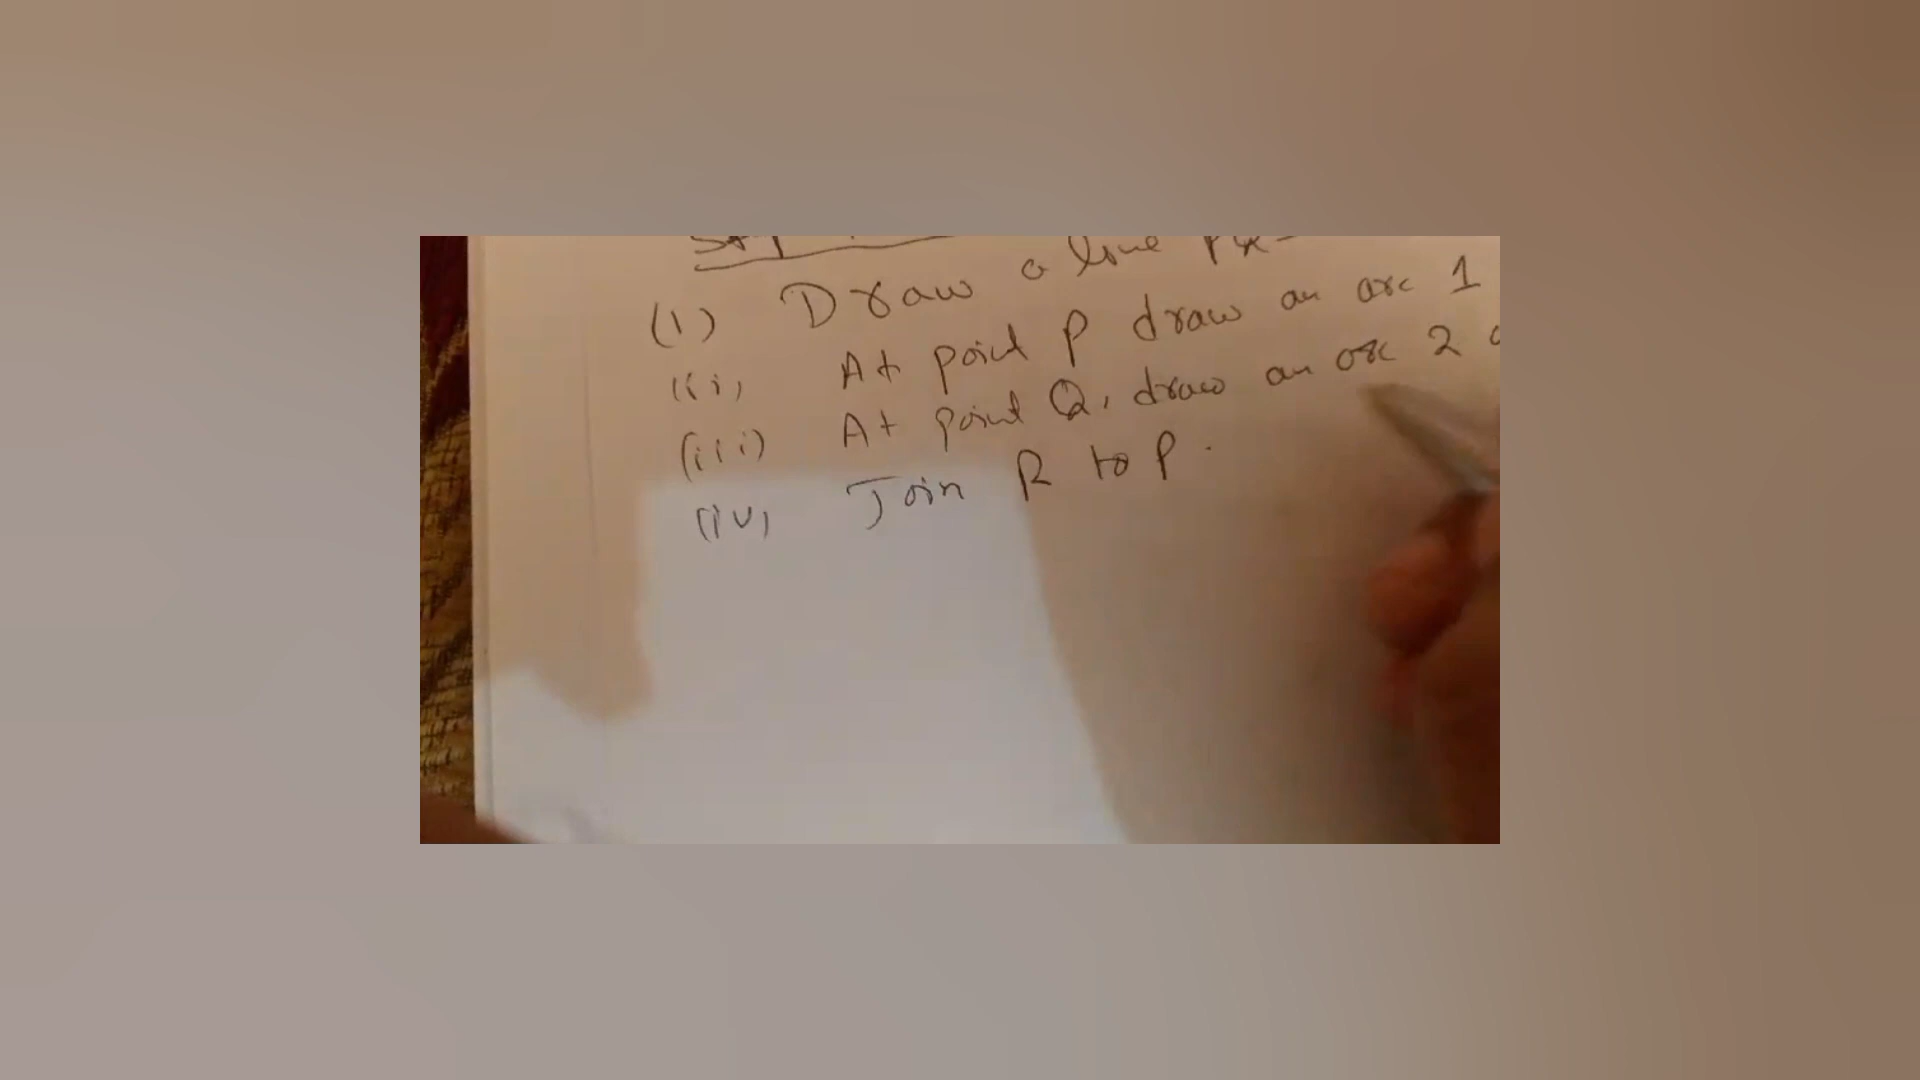 (i) Draw a line
(ii) At point P draw an arc 1
(iii) At point Q, draw an arc 2
(iv) Join R to P.